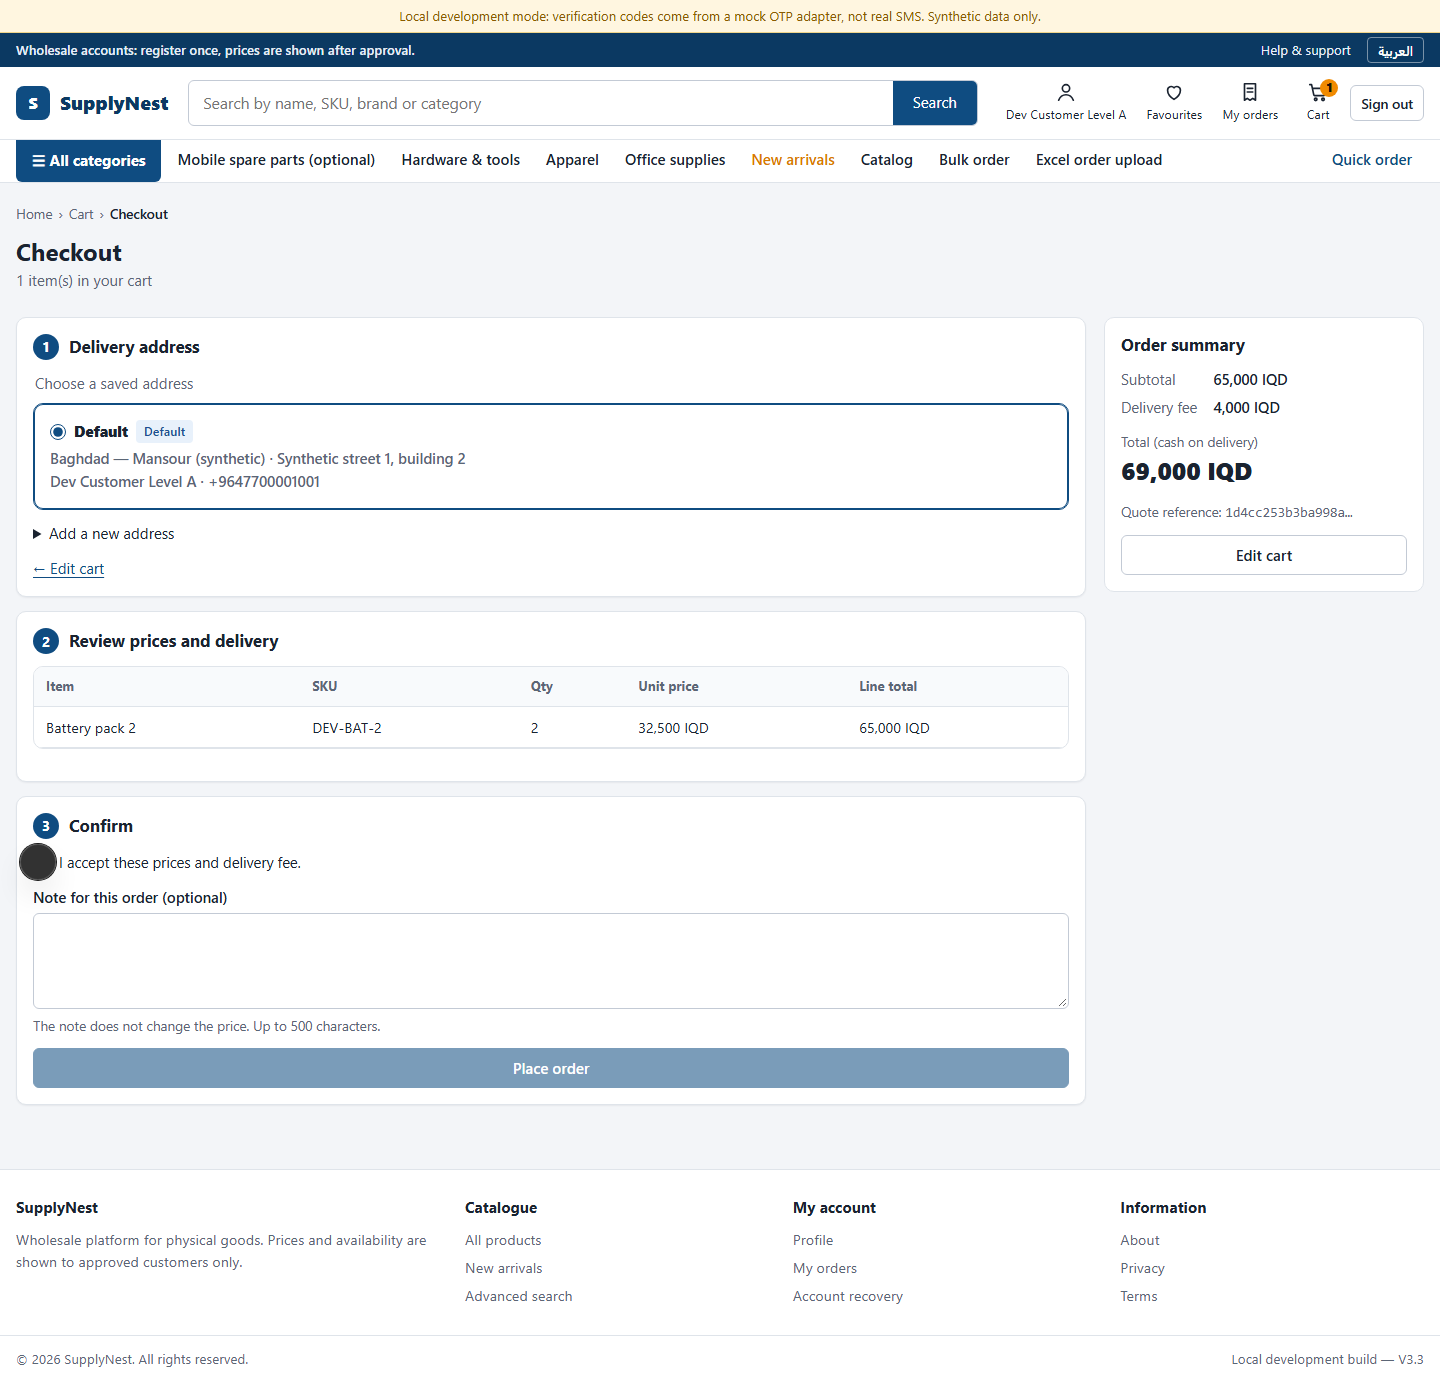 Local development mode: verification codes come from a mock OTP adapter, not real SMS. Synthetic data only.
Wholesale accounts: register once, prices are shown after approval.
Help & support
العربية
S
SupplyNest
Search by name, SKU, brand or category
Search
Dev Customer Level A
Favourites
My orders
1
Cart
Sign out
☰ All categories
Mobile spare parts (optional)
Hardware & tools
Apparel
Office supplies
New arrivals
Catalog
Bulk order
Excel order upload
Quick order
Home › Cart › Checkout
Checkout
1 item(s) in your cart
1 Delivery address
Choose a saved address
Default Default
Baghdad — Mansour (synthetic) · Synthetic street 1, building 2
Dev Customer Level A · +9647700001001
Add a new address
← Edit cart
Order summary
Subtotal 65,000 IQD
Delivery fee 4,000 IQD
Total (cash on delivery)
69,000 IQD
Quote reference: 1d4cc253b3ba998a…
Edit cart
2 Review prices and delivery
Item SKU Qty Unit price Line total
Battery pack 2 DEV-BAT-2 2 32,500 IQD 65,000 IQD
3 Confirm
I accept these prices and delivery fee.
Note for this order (optional)
The note does not change the price. Up to 500 characters.
Place order
SupplyNest
Wholesale platform for physical goods. Prices and availability are
shown to approved customers only.
Catalogue
All products
New arrivals
Advanced search
My account
Profile
My orders
Account recovery
Information
About
Privacy
Terms
© 2026 SupplyNest. All rights reserved.
Local development build — V3.3